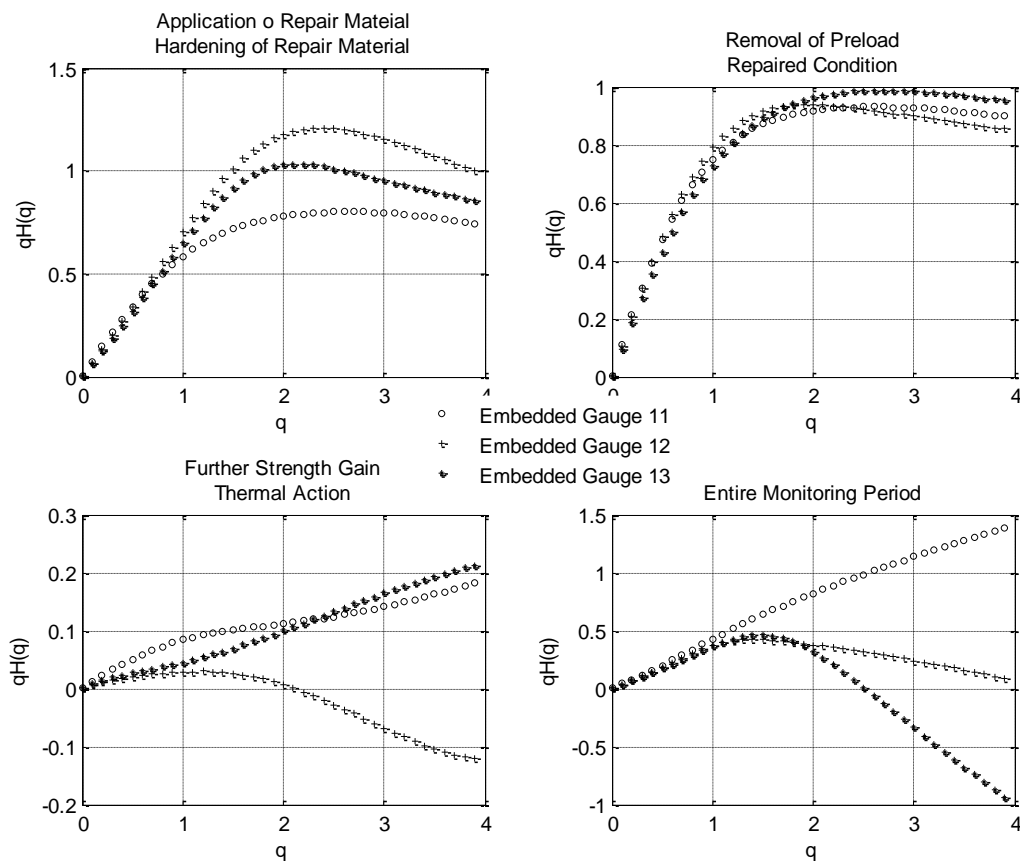 Application o Repair Mateial
Hardening of Repair Material
1.5
1
0.5
0
qH(q)
0 1 2 3 4
q
Removal of Preload
Repaired Condition
1
0.8
0.6
0.4
0.2
0
qH(q)
0 1 2 3 4
q
Embedded Gauge 11
Embedded Gauge 12
Embedded Gauge 13
Further Strength Gain
Thermal Action
0.3
0.2
0.1
0
-0.1
-0.2
qH(q)
0 1 2 3 4
q
Entire Monitoring Period
1.5
1
0.5
0
-0.5
-1
qH(q)
0 1 2 3 4
q